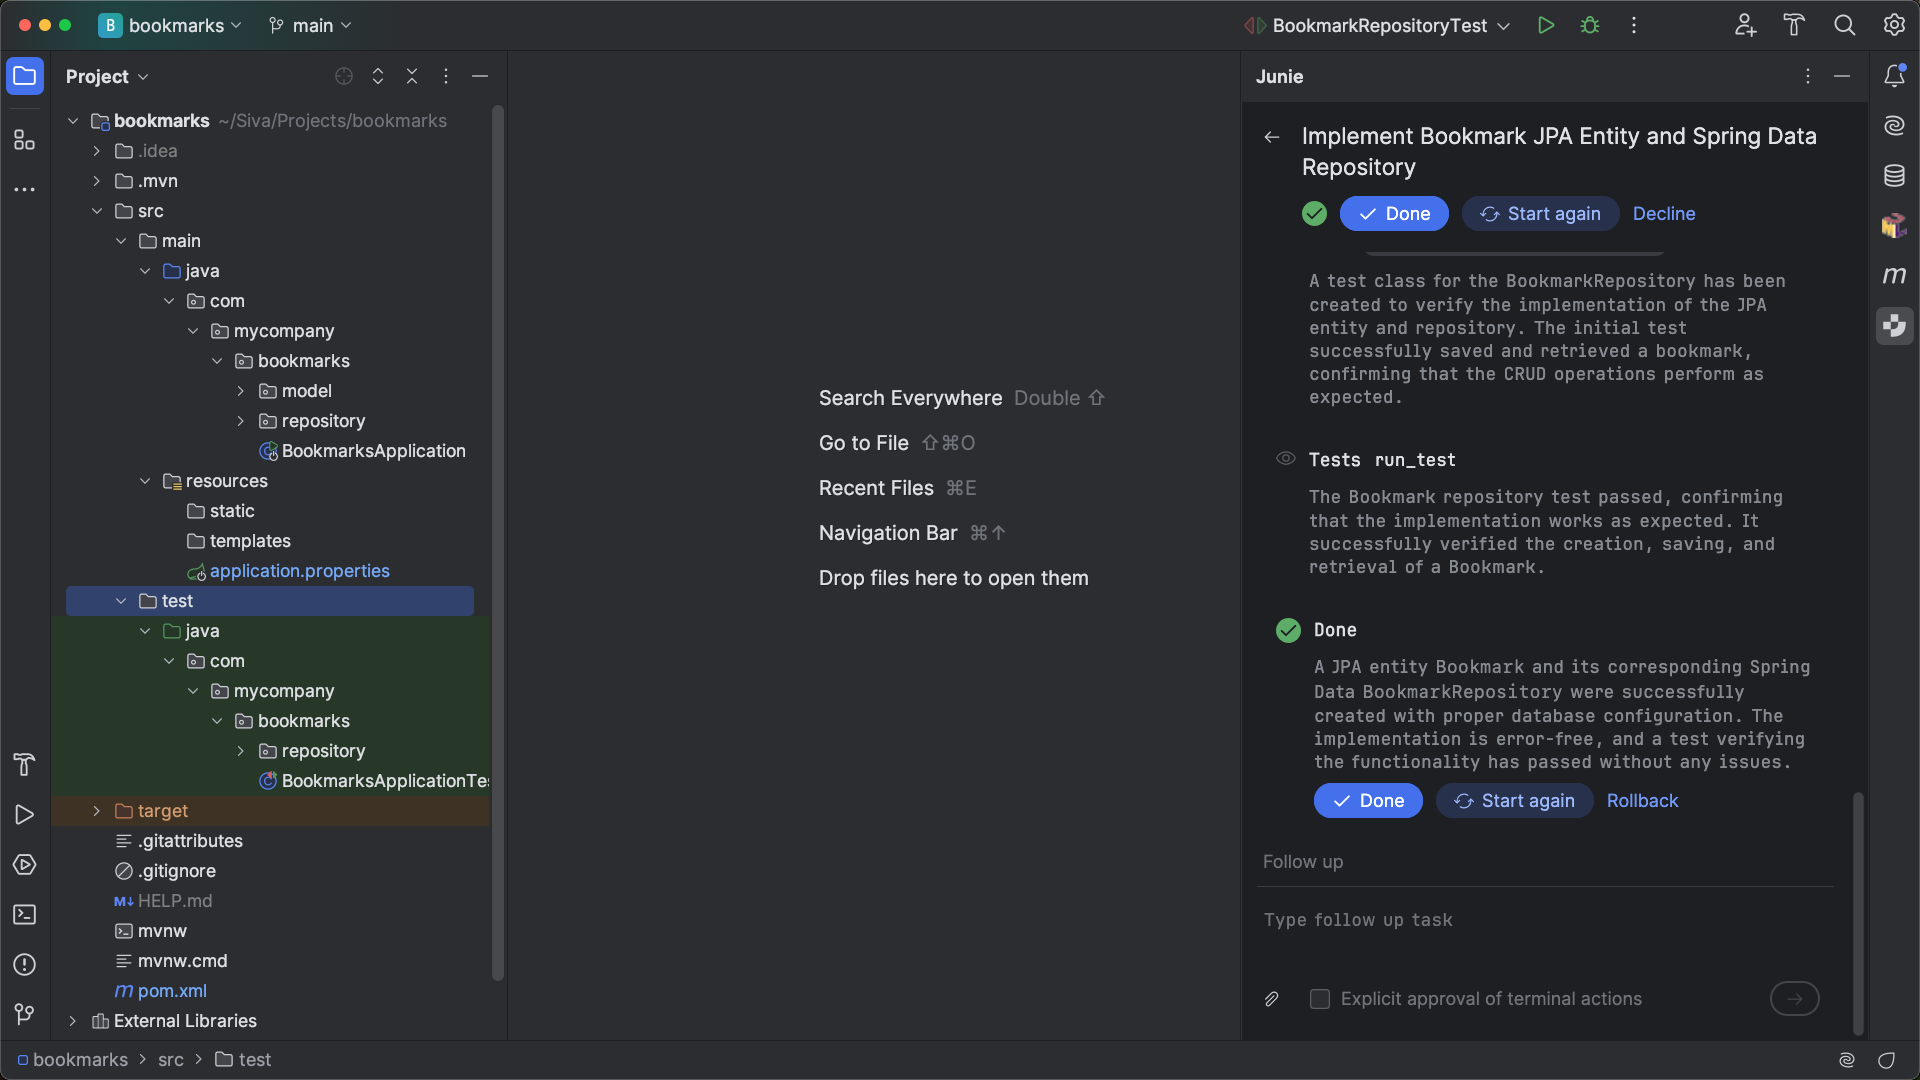 B bookmarks
main
BookmarkRepositoryTest
Project
bookmarks ~/Siva/Projects/bookmarks
.idea
.mvn
src
main
java
com
mycompany
bookmarks
model
repository
BookmarksApplication
resources
static
templates
application.properties
test
java
com
mycompany
bookmarks
repository
BookmarksApplicationTes
target
.gitattributes
.gitignore
M↓ HELP.md
mvnw
mvnw.cmd
m pom.xml
External Libraries
Search Everywhere Double ⇧
Go to File ⇧⌘O
Recent Files ⌘E
Navigation Bar ⌘↑
Drop files here to open them
Junie
Implement Bookmark JPA Entity and Spring Data
Repository
Done
Start again
Decline
A test class for the BookmarkRepository has been
created to verify the implementation of the JPA
entity and repository. The initial test
successfully saved and retrieved a bookmark,
confirming that the CRUD operations perform as
expected.
Tests run_test
The Bookmark repository test passed, confirming
that the implementation works as expected. It
successfully verified the creation, saving, and
retrieval of a Bookmark.
Done
A JPA entity Bookmark and its corresponding Spring
Data BookmarkRepository were successfully
created with proper database configuration. The
implementation is error-free, and a test verifying
the functionality has passed without any issues.
Done
Start again
Rollback
Follow up
Type follow up task
Explicit approval of terminal actions
m
bookmarks > src > test